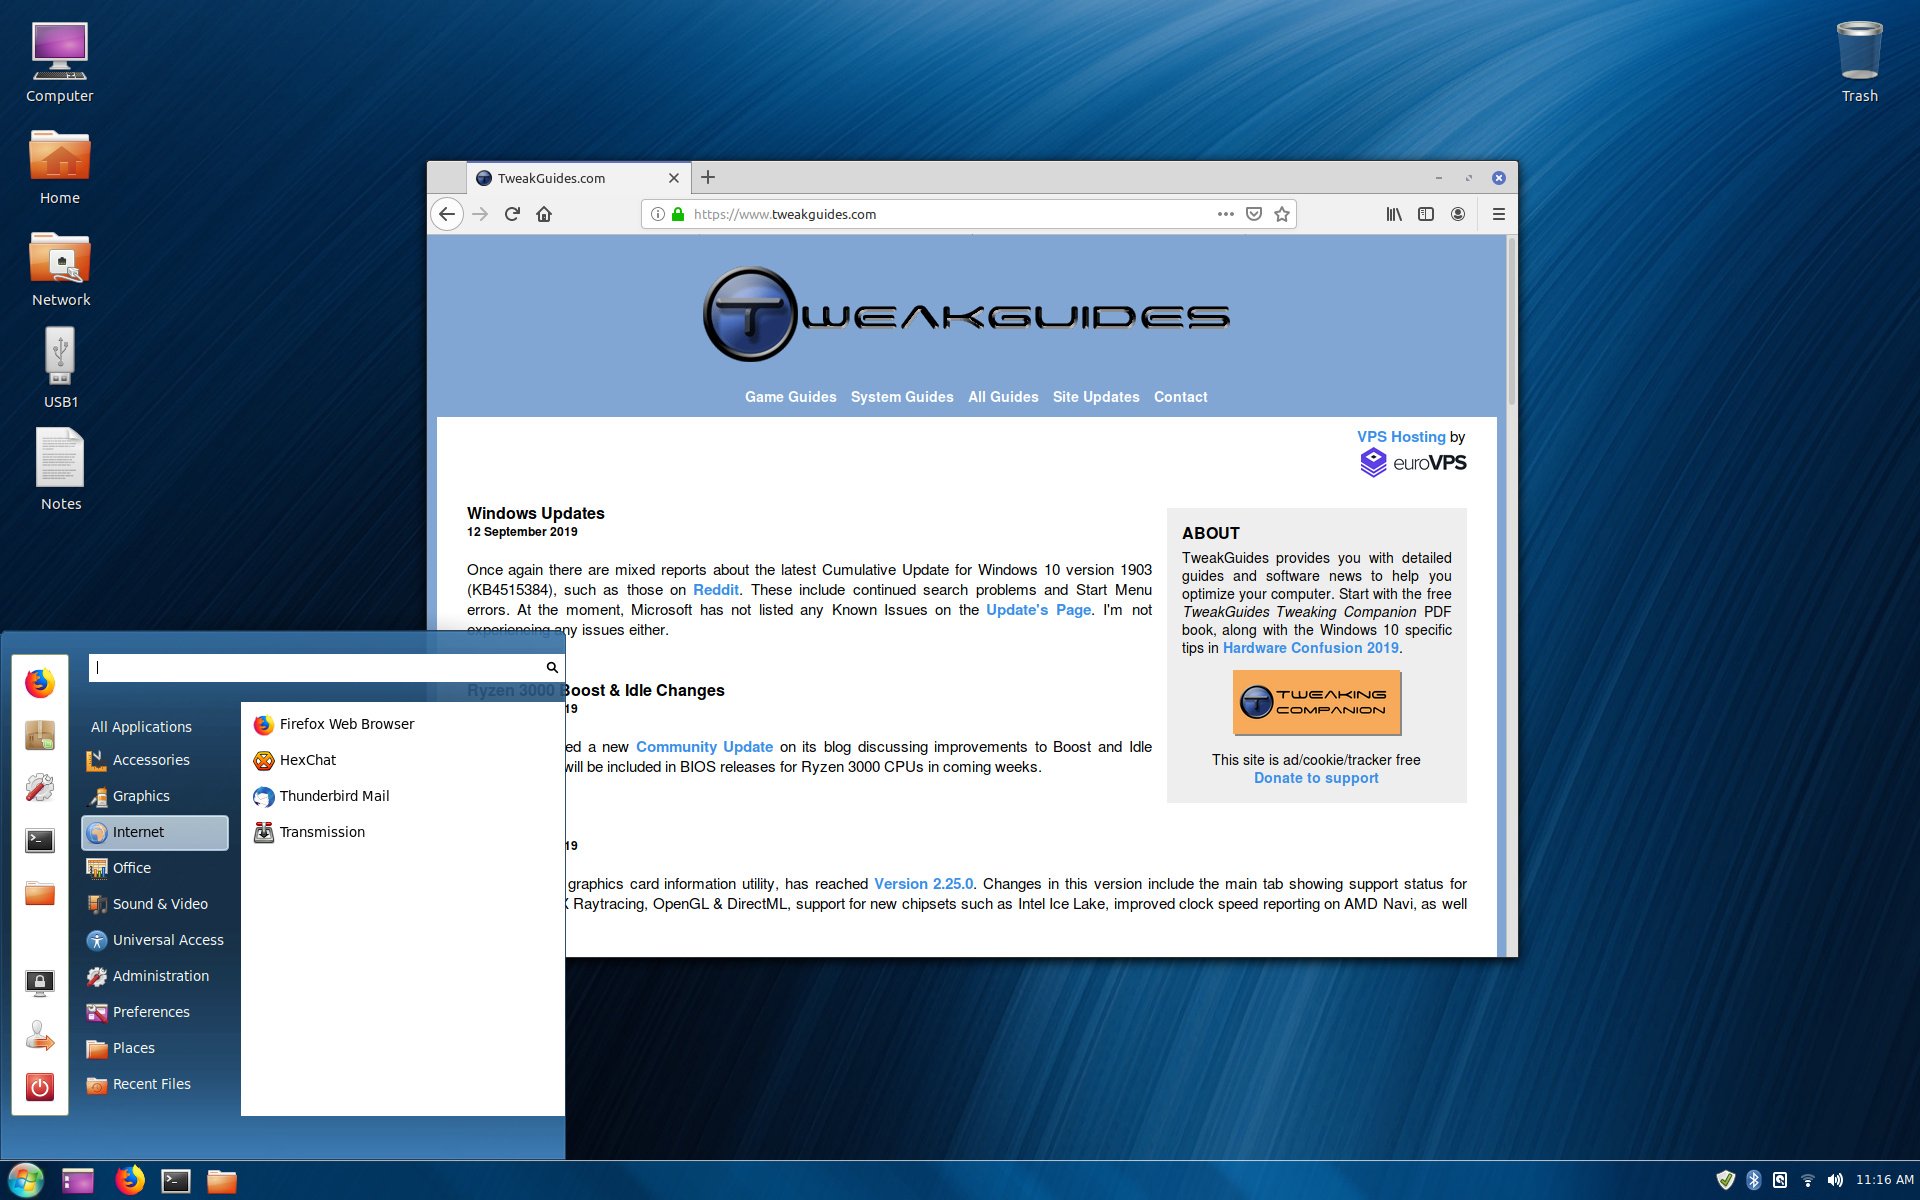 Computer
Home
Network
USB1
Notes
Trash
TweakGuides.com
https://www.tweakguides.com
TWEAKGUIDES
Game Guides System Guides All Guides Site Updates Contact
VPS Hosting by
euroVPS
Windows Updates
12 September 2019
Once again there are mixed reports about the latest Cumulative Update for Windows 10 version 1903
(KB4515384), such as those on Reddit. These include continued search problems and Start Menu
errors. At the moment, Microsoft has not listed any Known Issues on the Update's Page. I'm not
experiencing any issues either.
Ryzen 3000 Boost & Idle Changes
19
ed a new Community Update on its blog discussing improvements to Boost and Idle
will be included in BIOS releases for Ryzen 3000 CPUs in coming weeks.
19
graphics card information utility, has reached Version 2.25.0. Changes in this version include the main tab showing support status for
X Raytracing, OpenGL & DirectML, support for new chipsets such as Intel Ice Lake, improved clock speed reporting on AMD Navi, as well
ABOUT
TweakGuides provides you with detailed
guides and software news to help you
optimize your computer. Start with the free
TweakGuides Tweaking Companion PDF
book, along with the Windows 10 specific
tips in Hardware Confusion 2019.
TWEAKING
COMPANION
This site is ad/cookie/tracker free
Donate to support
All Applications
Accessories
Graphics
Internet
Office
Sound & Video
Universal Access
Administration
Preferences
Places
Recent Files
Firefox Web Browser
HexChat
Thunderbird Mail
Transmission
11:16 AM